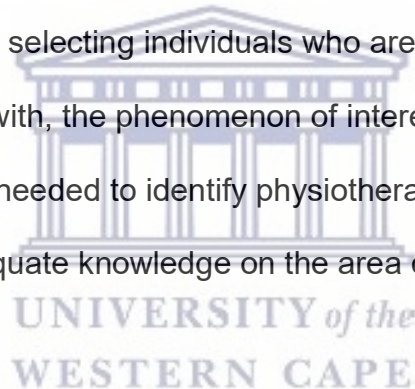 selecting individuals who are
with, the phenomenon of intere
needed to identify physiothera
quate knowledge on the area
UNIVERSITY of the
WESTERN CAPE